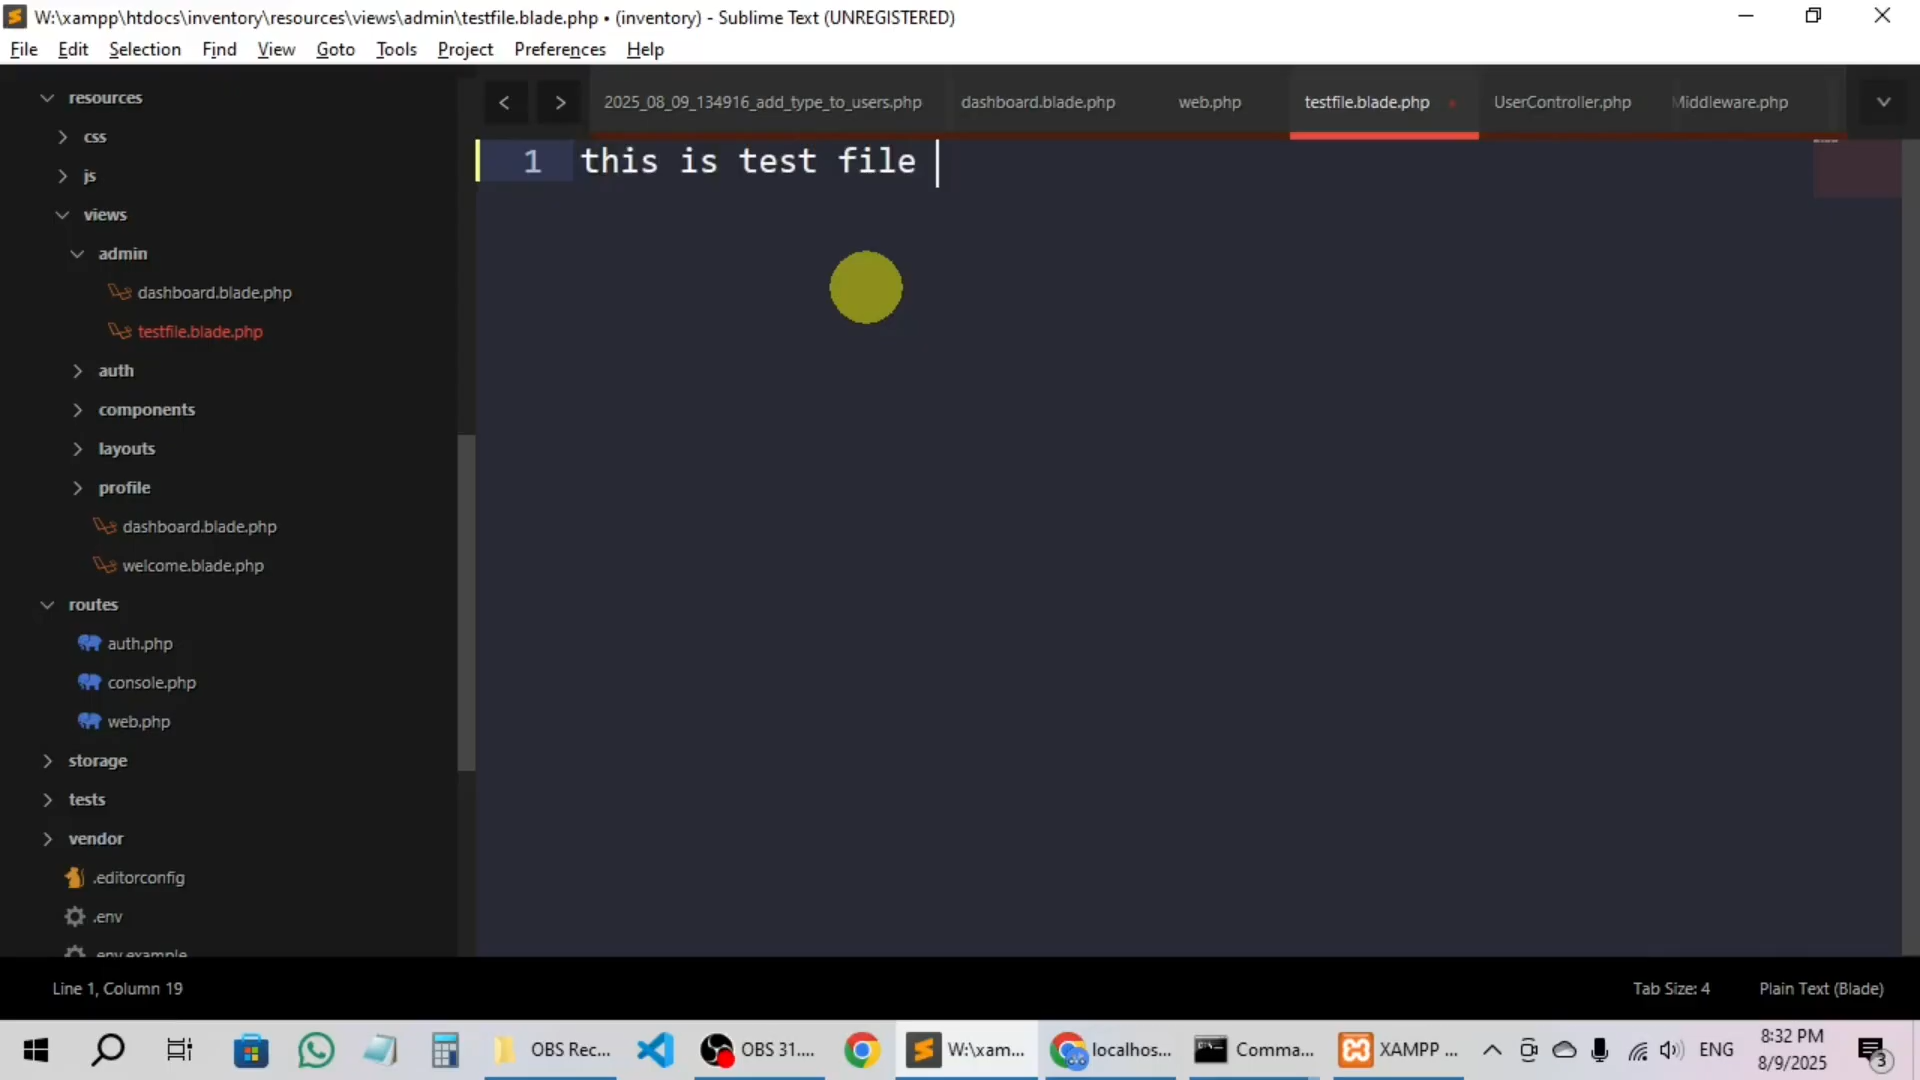 W:\xampp\htdocs\inventory\resources\views\admin\testfile.blade.php • (inventory) - Sublime Text (UNREGISTERED)
File Edit Selection Find View Goto Tools Project Preferences Help
2025_08_09_134916_add_type_to_users.php dashboard.blade.php web.php testfile.blade.php UserController.php Middleware.php
resources
css
js
views
admin
dashboard.blade.php
testfile.blade.php
auth
components
layouts
profile
dashboard.blade.php
welcome.blade.php
routes
auth.php
console.php
web.php
storage
tests
vendor
.editorconfig
.env
.env.example
1 this is test file
Line 1, Column 19
Tab Size: 4 Plain Text (Blade)
OBS Rec... OBS 31.... W:\xam... localhos... Comma... XAMPP ... ENG
8:32 PM
8/9/2025
3